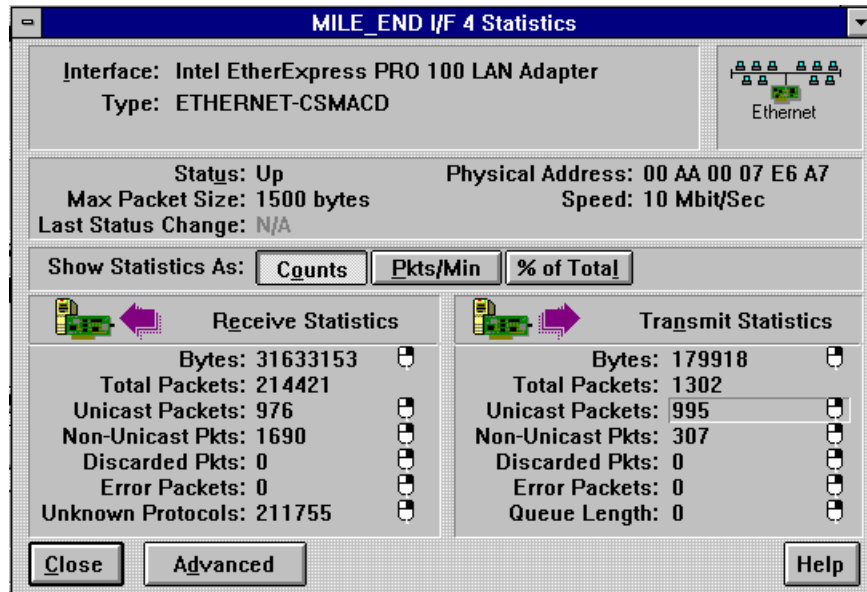 MILE_END I/F 4 Statistics
Interface: Intel EtherExpress PRO 100 LAN Adapter
Type: ETHERNET-CSMACD
Ethernet
Status: Up
Physical Address: 00 AA 00 07 E6 A7
Max Packet Size: 1500 bytes
Speed: 10 Mbit/Sec
Last Status Change: N/A
Show Statistics As: Counts Pkts/Min % of Total
Receive Statistics
Bytes: 31633153
Total Packets: 214421
Unicast Packets: 976
Non-Unicast Pkts: 1690
Discarded Pkts: 0
Error Packets: 0
Unknown Protocols: 211755
Transmit Statistics
Bytes: 179918
Total Packets: 1302
Unicast Packets: 995
Non-Unicast Pkts: 307
Discarded Pkts: 0
Error Packets: 0
Queue Length: 0
Close Advanced Help